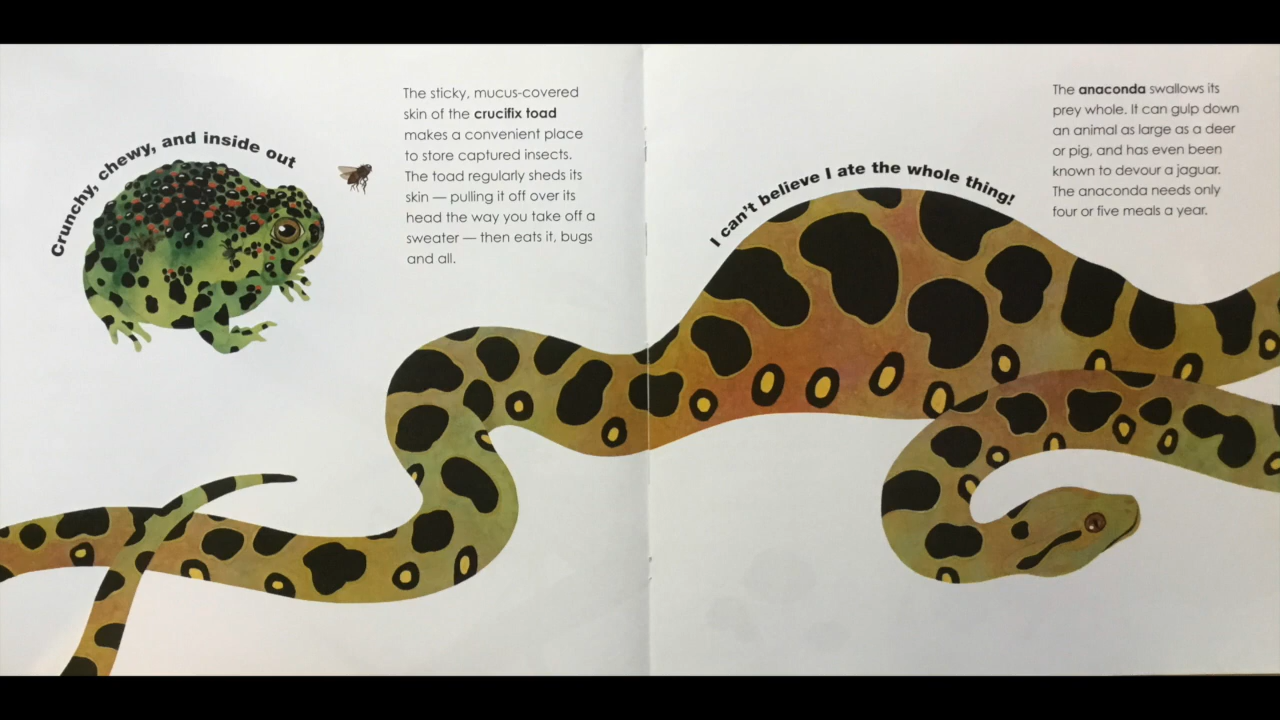 Crunchy, chewy, and inside out
The sticky, mucus-covered
skin of the crucifix toad
makes a convenient place
to store captured insects.
The toad regularly sheds its
skin — pulling it off over its
head the way you take off a
sweater — then eats it, bugs
and all.
I can't believe I ate the whole thing!
The anaconda swallows its
prey whole. It can gulp down
an animal as large as a deer
or pig, and has even been
known to devour a jaguar.
The anaconda needs only
four or five meals a year.